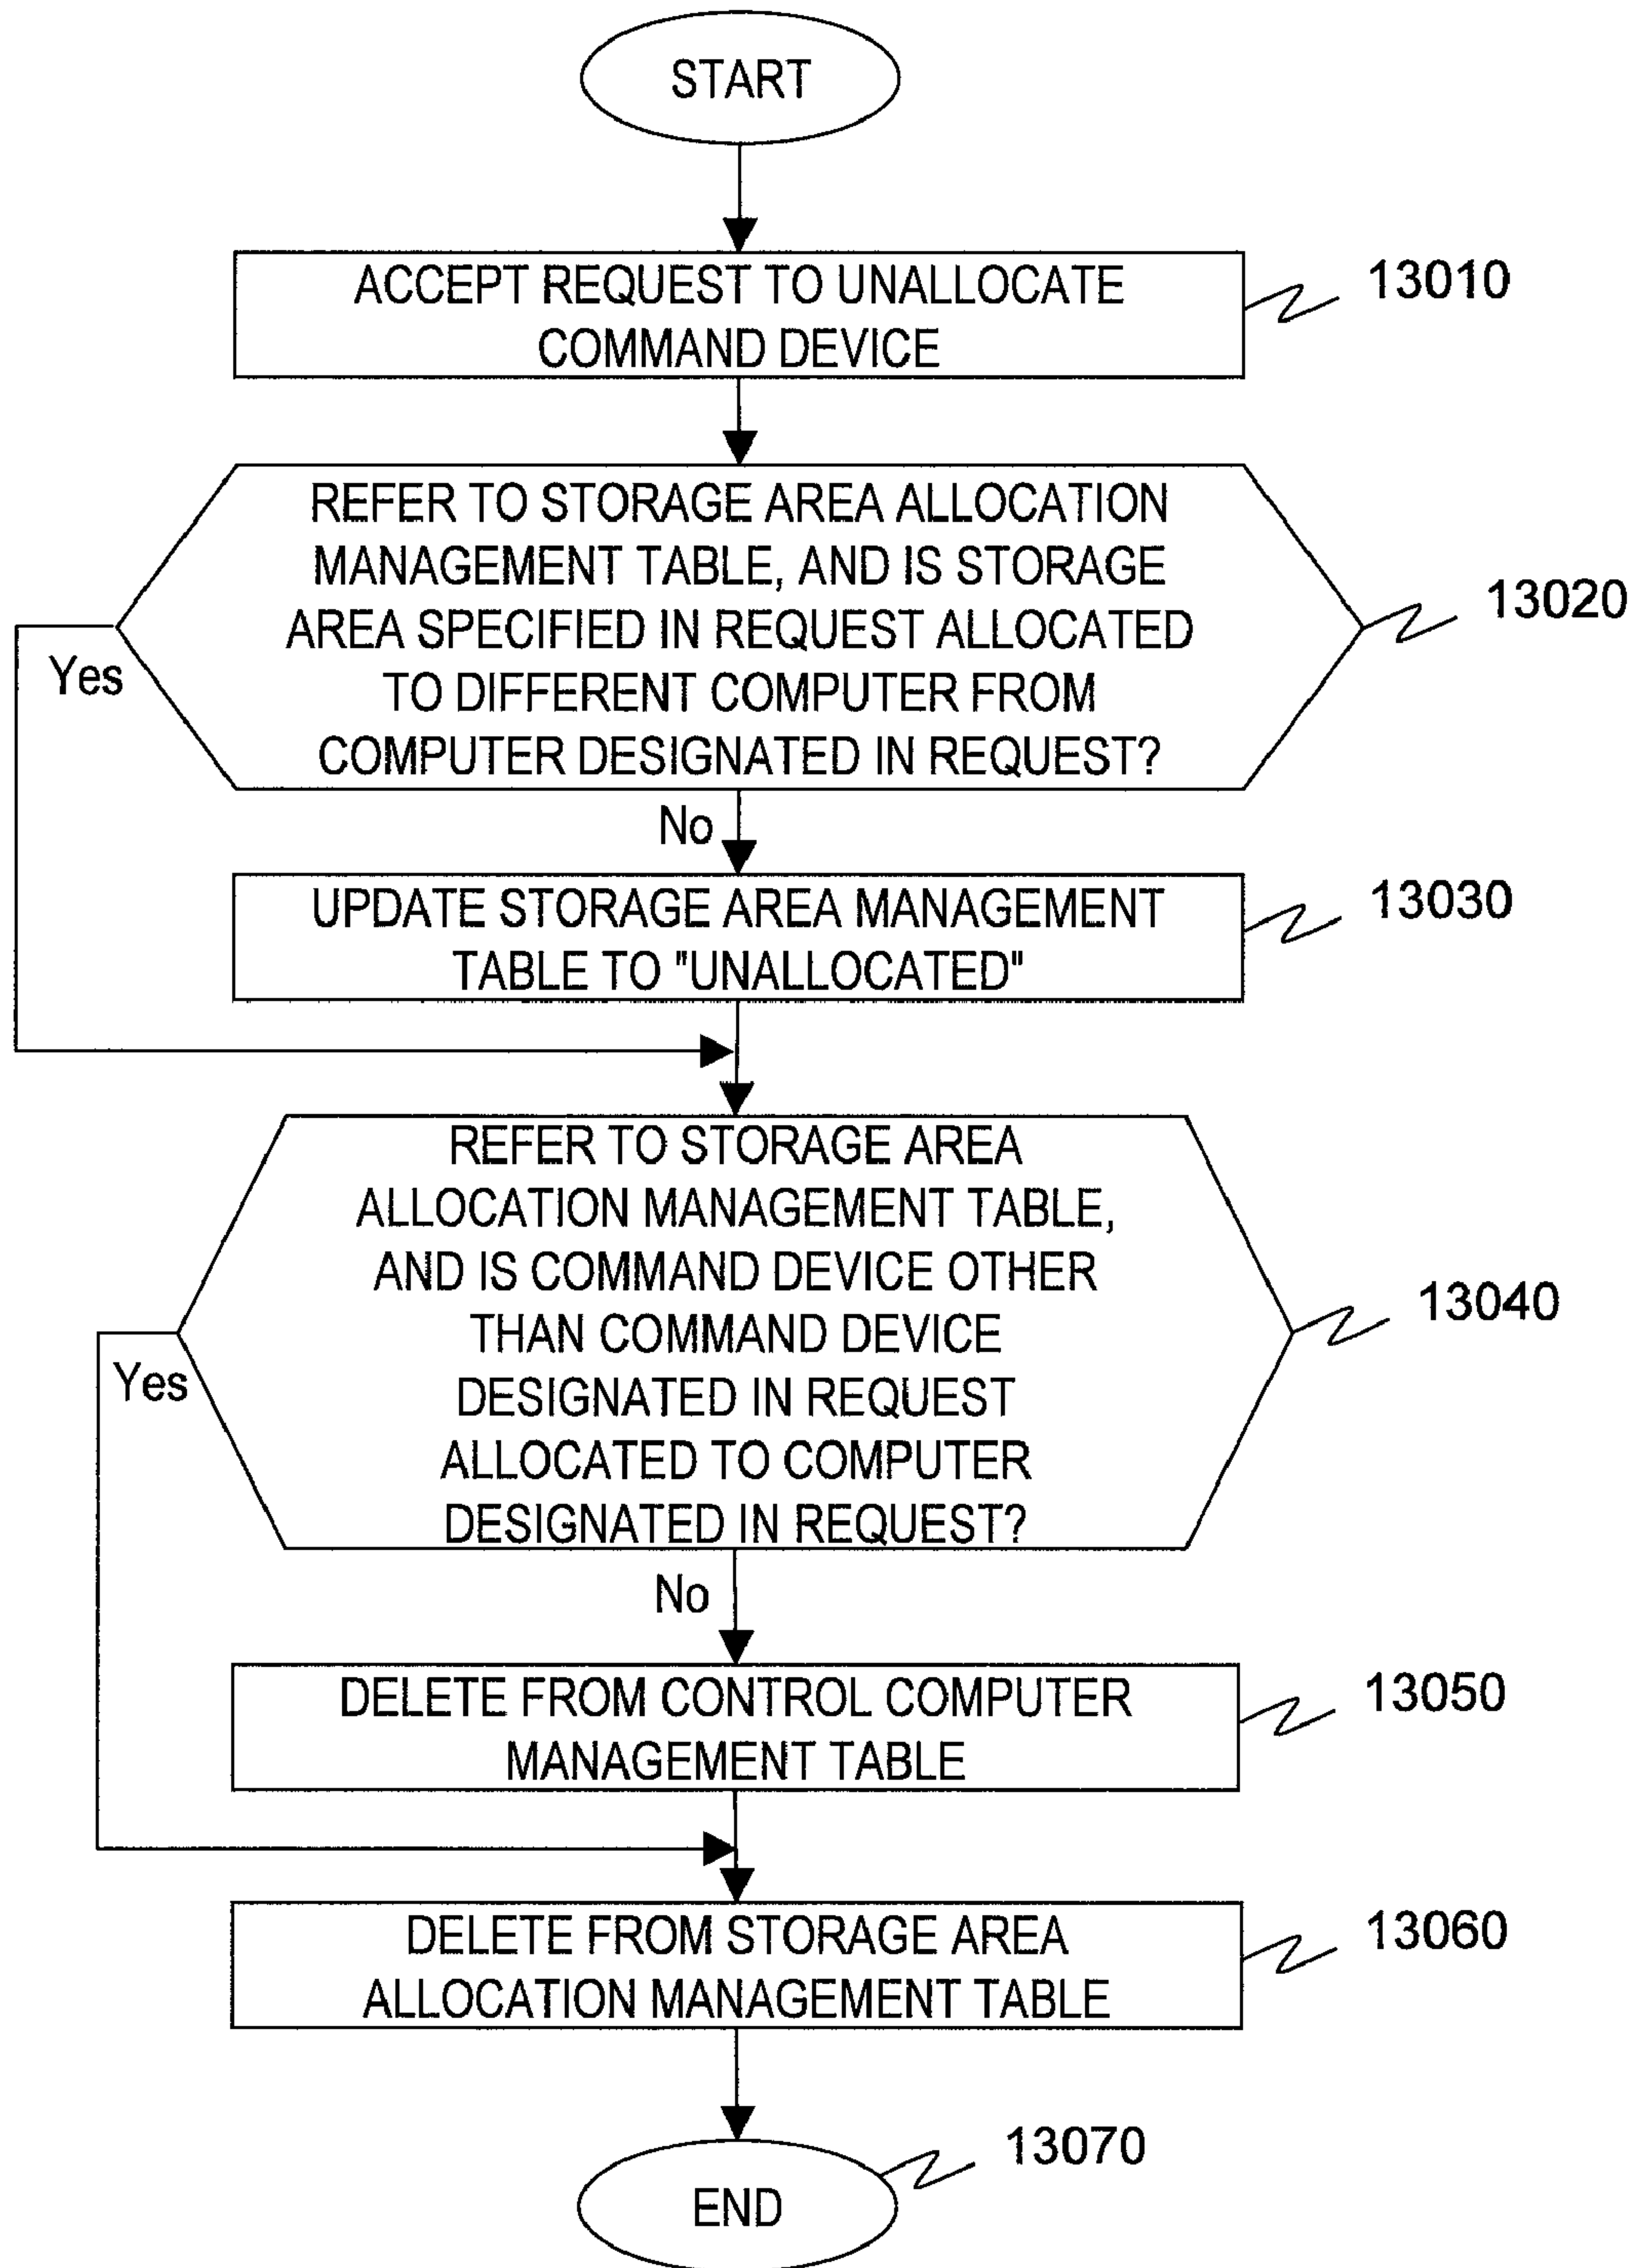 START
ACCEPT REQUEST TO UNALLOCATE
COMMAND DEVICE
13010
REFER TO STORAGE AREA ALLOCATION
MANAGEMENT TABLE, AND IS STORAGE
AREA SPECIFIED IN REQUEST ALLOCATED
TO DIFFERENT COMPUTER FROM
COMPUTER DESIGNATED IN REQUEST?
13020
Yes
No
UPDATE STORAGE AREA MANAGEMENT
TABLE TO "UNALLOCATED"
13030
REFER TO STORAGE AREA
ALLOCATION MANAGEMENT TABLE,
AND IS COMMAND DEVICE OTHER
THAN COMMAND DEVICE
DESIGNATED IN REQUEST
ALLOCATED TO COMPUTER
DESIGNATED IN REQUEST?
13040
Yes
No
DELETE FROM CONTROL COMPUTER
MANAGEMENT TABLE
13050
DELETE FROM STORAGE AREA
ALLOCATION MANAGEMENT TABLE
13060
13070
END